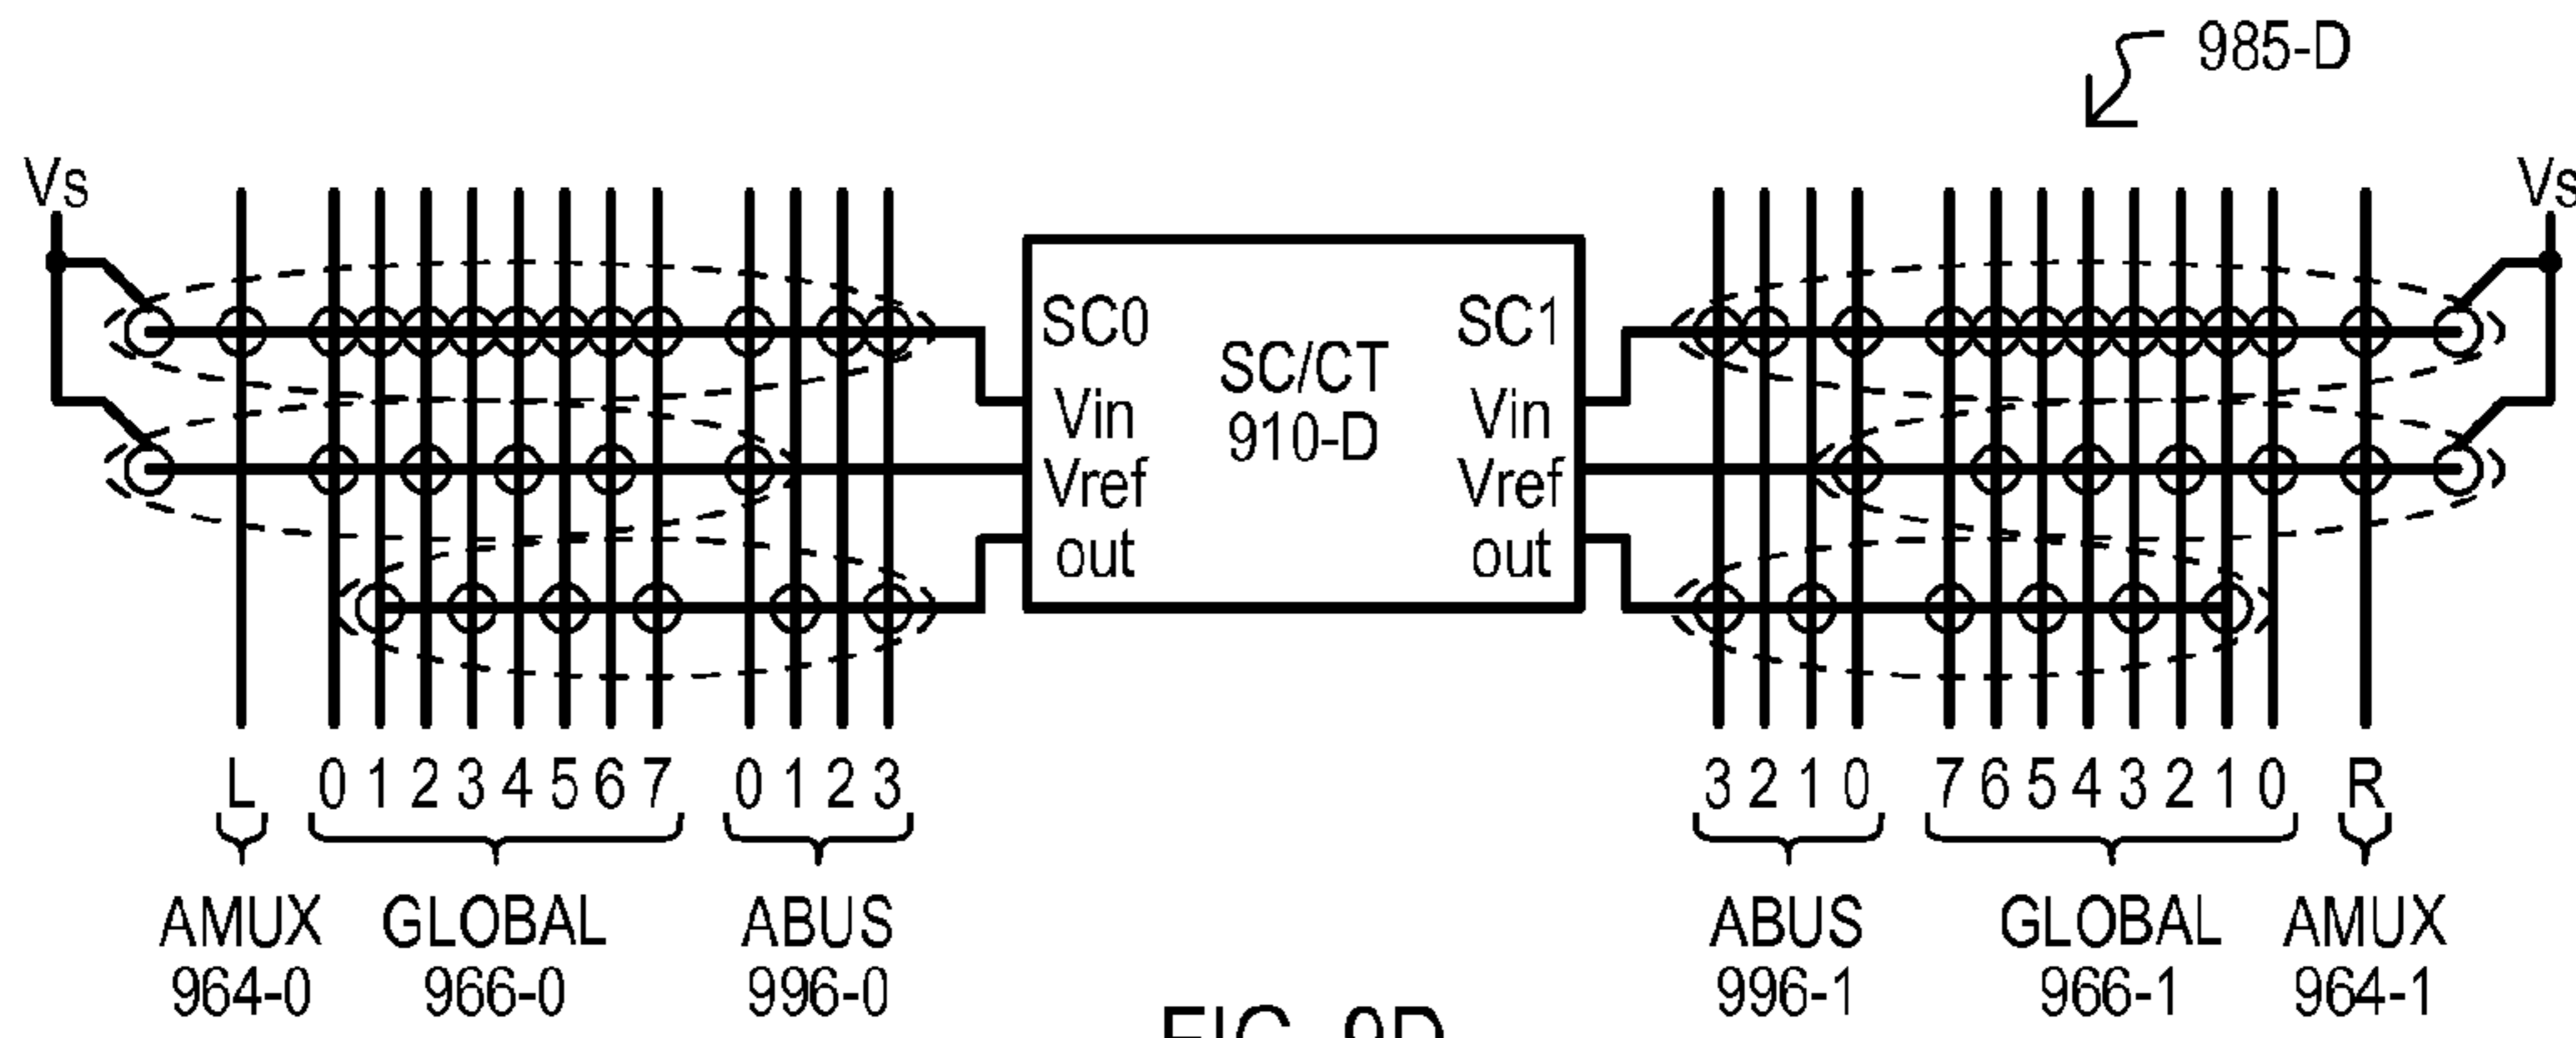 985-D
Vs
Vs
SC0
SC1
SC/CT
910-D
Vin
Vin
Vref
Vref
out
out
L 0 1 2 3 4 5 6 7 0 1 2 3
3 2 1 0 7 6 5 4 3 2 1 0 R
AMUX
964-0
GLOBAL
966-0
ABUS
996-0
ABUS
996-1
GLOBAL
966-1
AMUX
964-1
FIG. 9D